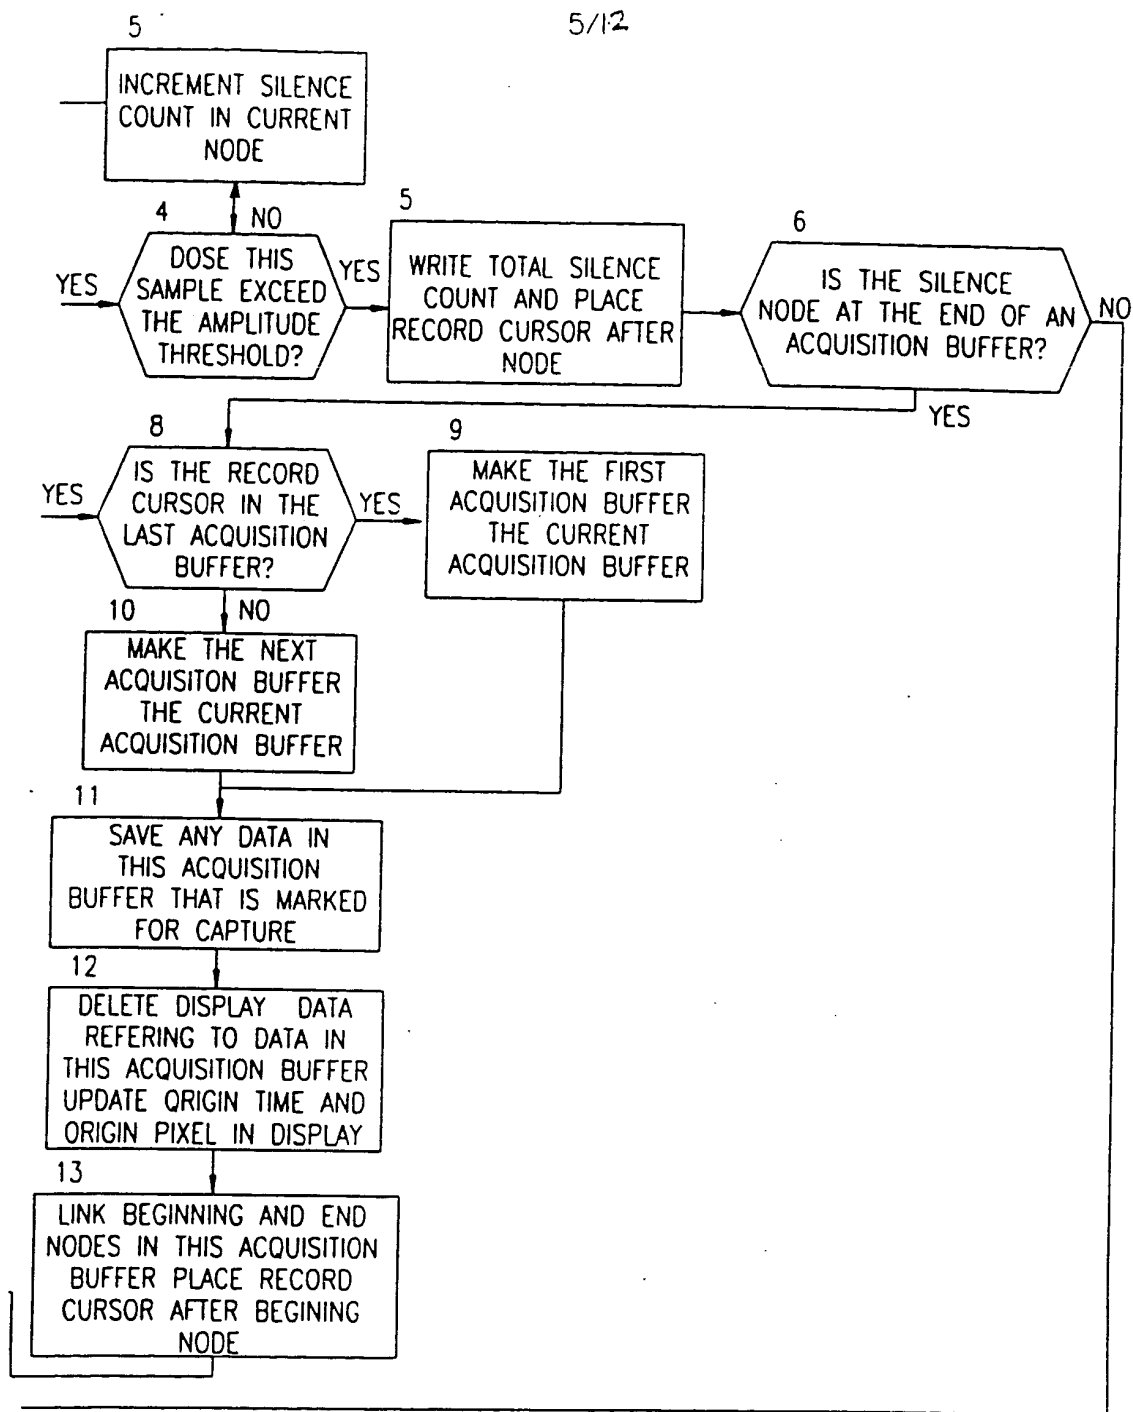 5/12
5
INCREMENT SILENCE
COUNT IN CURRENT
NODE
4
NO
YES
DOSE THIS
SAMPLE EXCEED
THE AMPLITUDE
THRESHOLD?
YES
5
WRITE TOTAL SILENCE
COUNT AND PLACE
RECORD CURSOR AFTER
NODE
6
IS THE SILENCE
NODE AT THE END OF AN
ACQUISITION BUFFER?
NO
YES
8
YES
IS THE RECORD
CURSOR IN THE
LAST ACQUISITION
BUFFER?
YES
9
MAKE THE FIRST
ACQUISITION BUFFER
THE CURRENT
ACQUISITION BUFFER
10
NO
MAKE THE NEXT
ACQUISITON BUFFER
THE CURRENT
ACQUISITION BUFFER
11
SAVE ANY DATA IN
THIS ACQUISITION
BUFFER THAT IS MARKED
FOR CAPTURE
12
DELETE DISPLAY DATA
REFERING TO DATA IN
THIS ACQUISITION BUFFER
UPDATE ORIGIN TIME AND
ORIGIN PIXEL IN DISPLAY
13
LINK BEGINNING AND END
NODES IN THIS ACQUISITION
BUFFER PLACE RECORD
CURSOR AFTER BEGINING
NODE